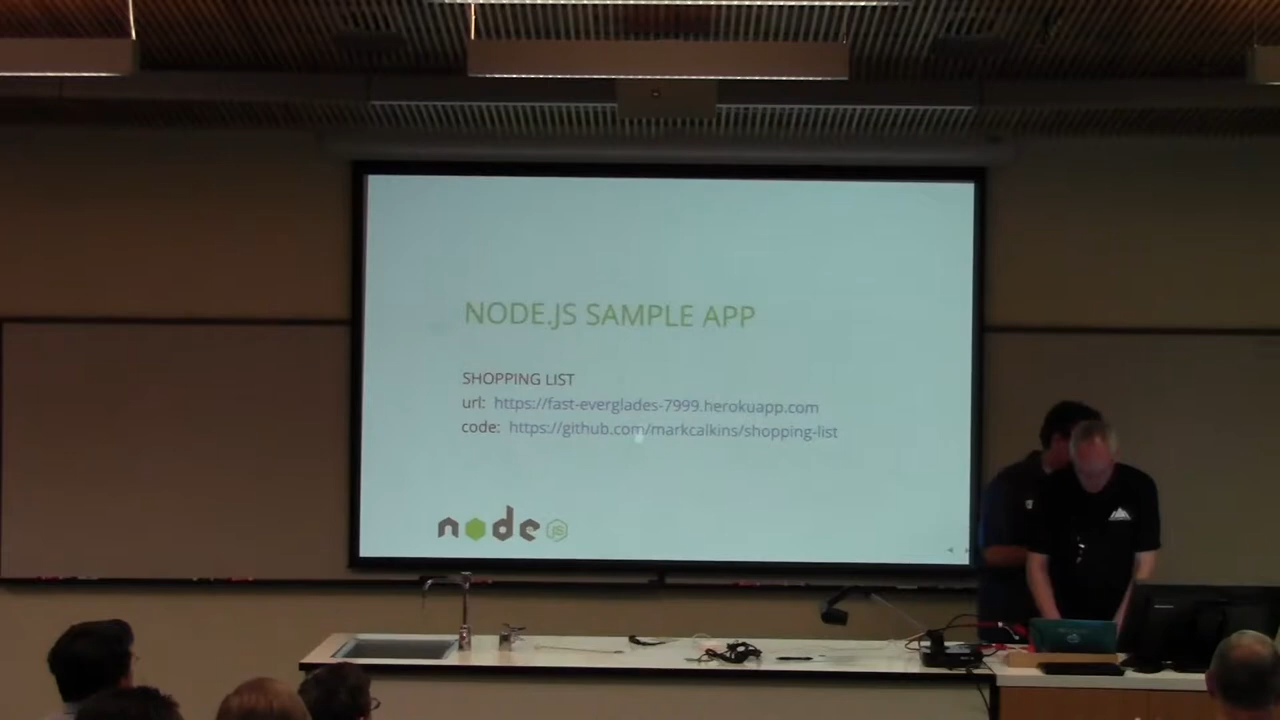 NODE.JS SAMPLE APP
SHOPPING LIST
url: https://fast-everglades-7999.herokuapp.com
code: https://github.com/markcalkins/shopping-list
node JS